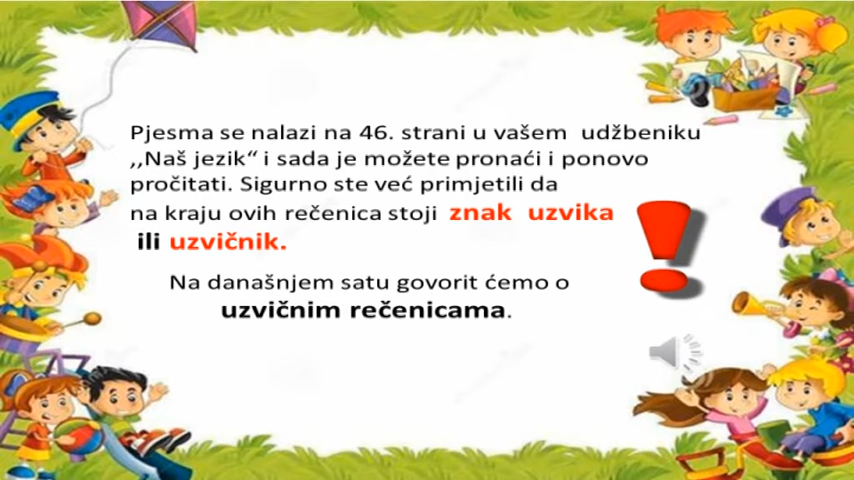 Pjesma se nalazi na 46. strani u vašem udžbeniku
,,Naš jezik“ i sada je možete pronaći i ponovo
pročitati. Sigurno ste već primjetili da
na kraju ovih rečenica stoji znak uzvika
ili uzvičnik.
!
Na današnjem satu govorit ćemo o
uzvičnim rečenicama.